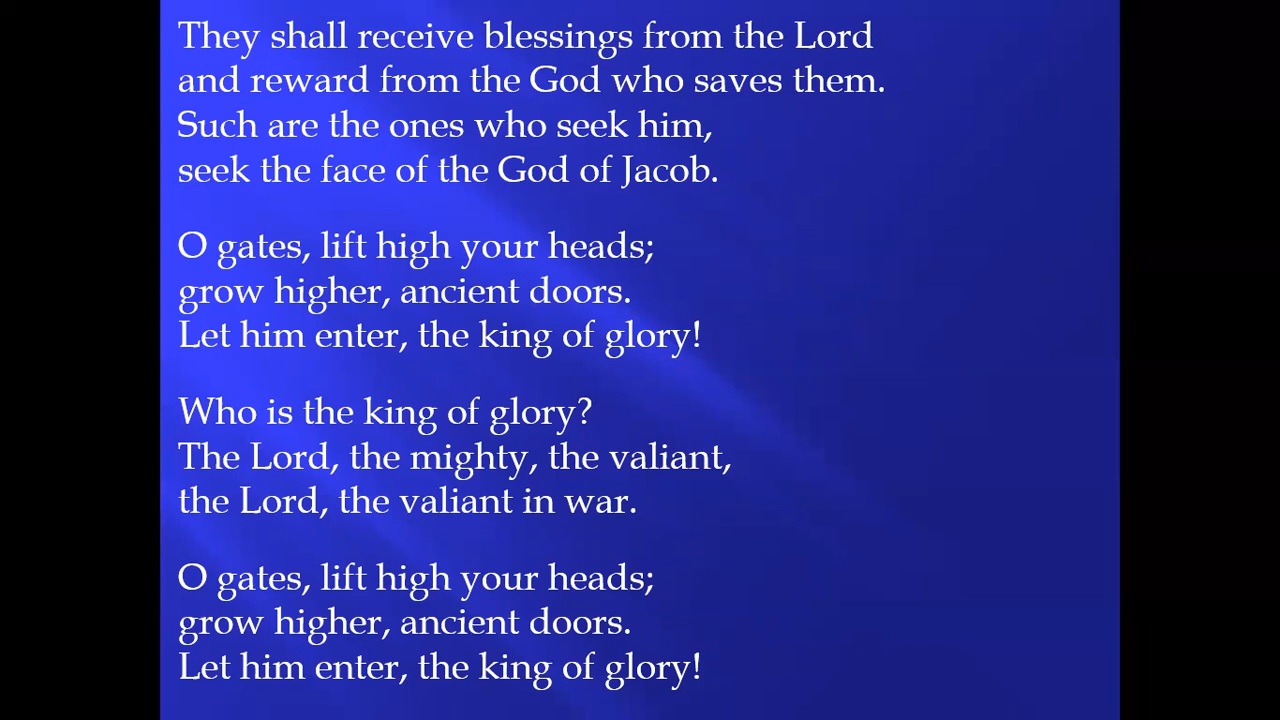 They shall receive blessings from the Lord
and reward from the God who saves them.
Such are the ones who seek him,
seek the face of the God of Jacob.
O gates, lift high your heads;
grow higher, ancient doors.
Let him enter, the king of glory!
Who is the king of glory?
The Lord, the mighty, the valiant,
the Lord, the valiant in war.
O gates, lift high your heads;
grow higher, ancient doors.
Let him enter, the king of glory!